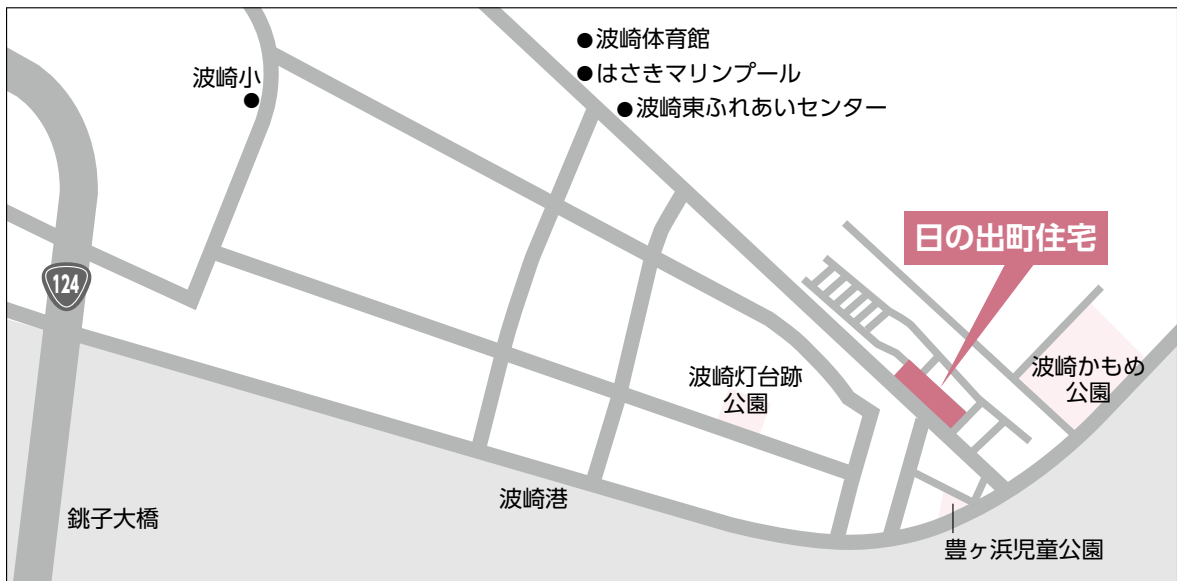 波崎体育館
はさきマリンプール
波崎東ふれあいセンター
波崎小
日の出町住宅
124
波崎かもめ
公園
波崎灯台跡
公園
波崎港
銚子大橋
豊ヶ浜児童公園